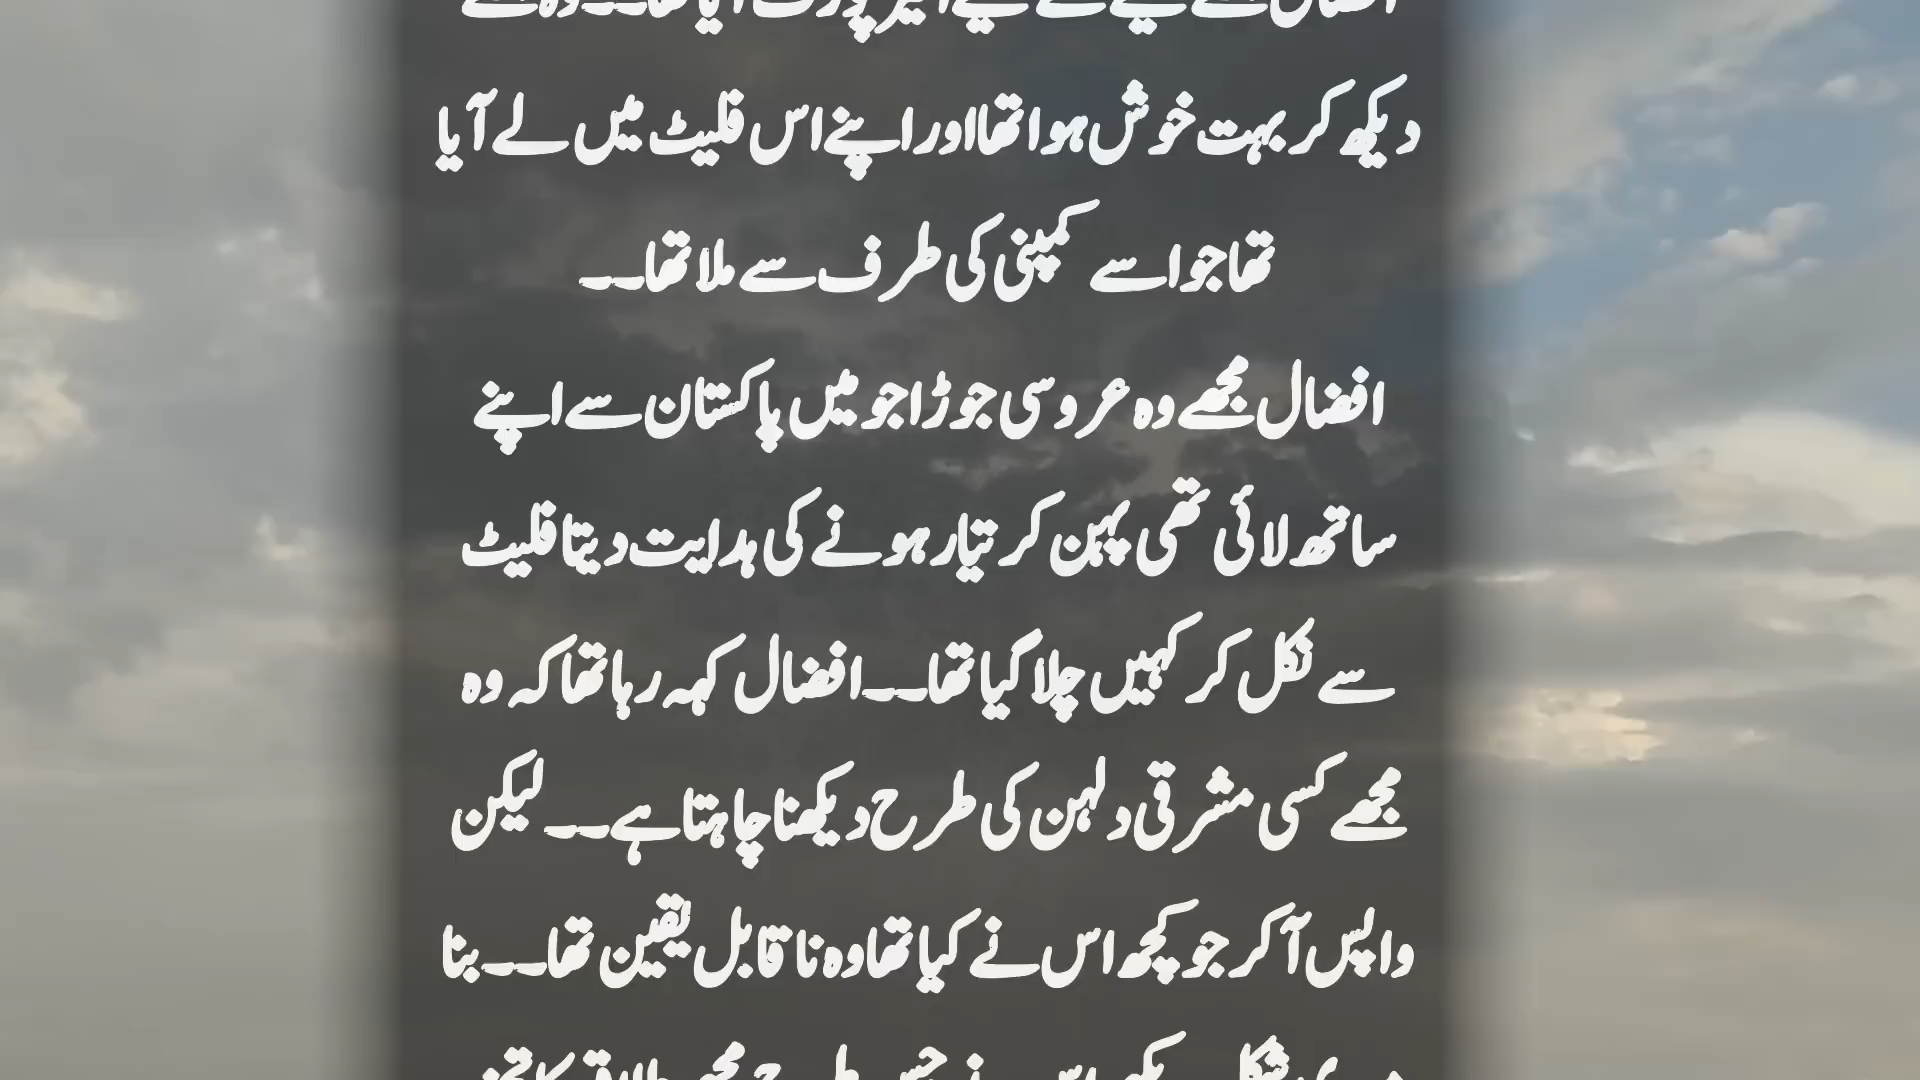 دیکھ کر بہت خوش ہوا تھا اور اپنے اس فلیٹ میں لے آیا
تھا جو اسے کمپنی کی طرف سے ملا تھا۔۔
افضال مجھے وہ عروسی جوڑا جو میں پاکستان سے اپنے
ساتھ لائی تھی پہن کر تیار ہونے کی ہدایت دیتا فلیٹ
سے نکل کر کہیں چلا گیا تھا۔۔افضال کہہ رہا تھا کہ وہ
مجھے کسی مشرقی دلہن کی طرح دیکھنا چاہتا ہے۔۔ لیکن
واپس آ کر جو کچھ اس نے کیا تھا وہ نا قابل یقین تھا۔۔ بنا